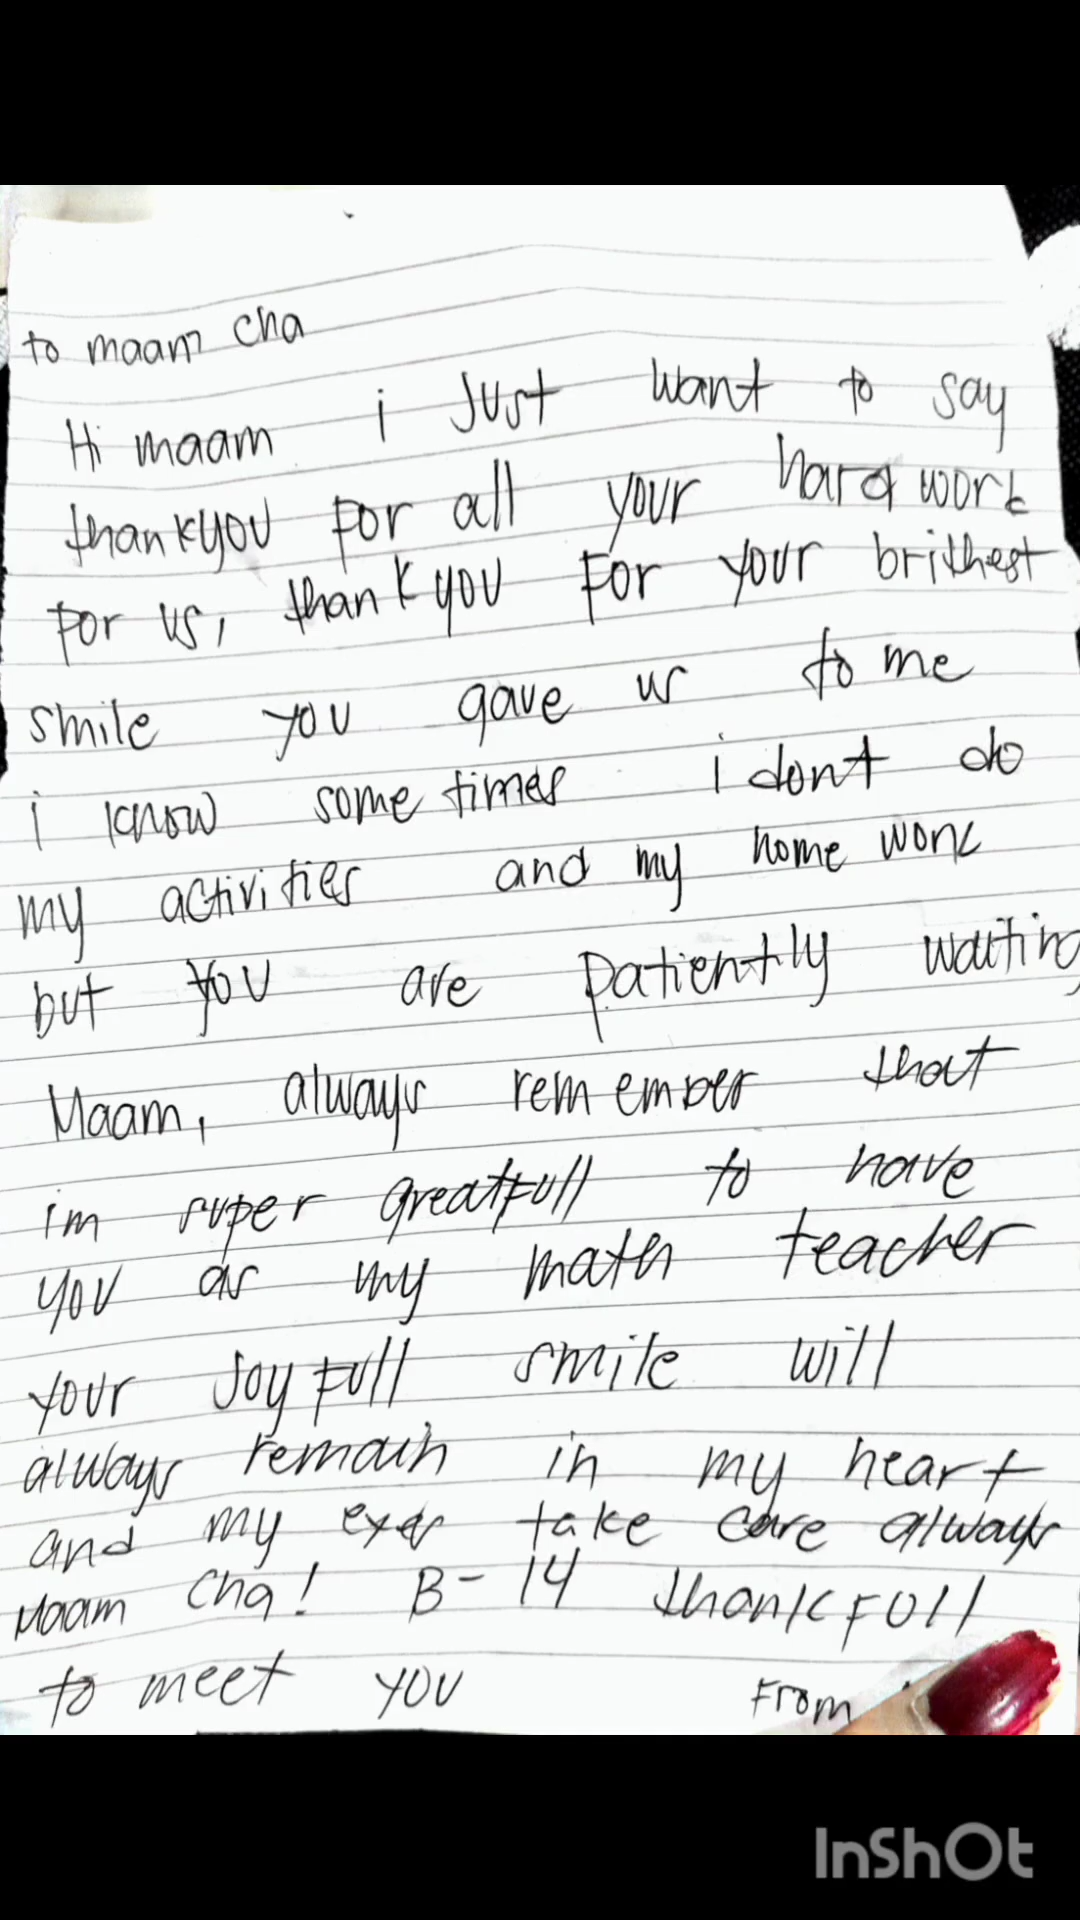 to maam cha
Hi maam i Just want to say
thankyou for all your hard work
for us, thank you for your brithest
smile you gave us to me
i know some times i dont do
my activities and my home work
but you are patiently waiting
Maam, always remember that
im super greatfull to have
you as my math teacher
your Joyfull smile will
always remain in my heart
and my eyes take care always
Maam Cha! B-14 thankfull
to meet you From
InShOt